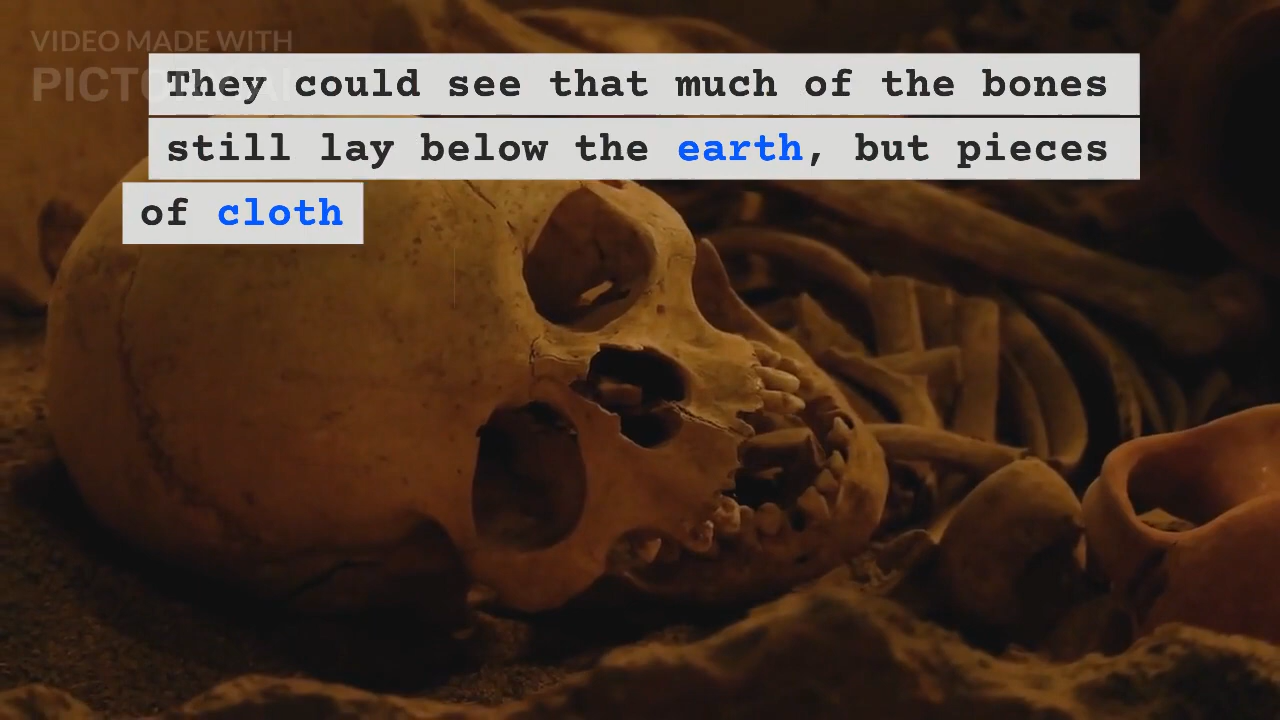 VIDEO MADE WITH
They could see that much of the bones
still lay below the earth, but pieces
of cloth